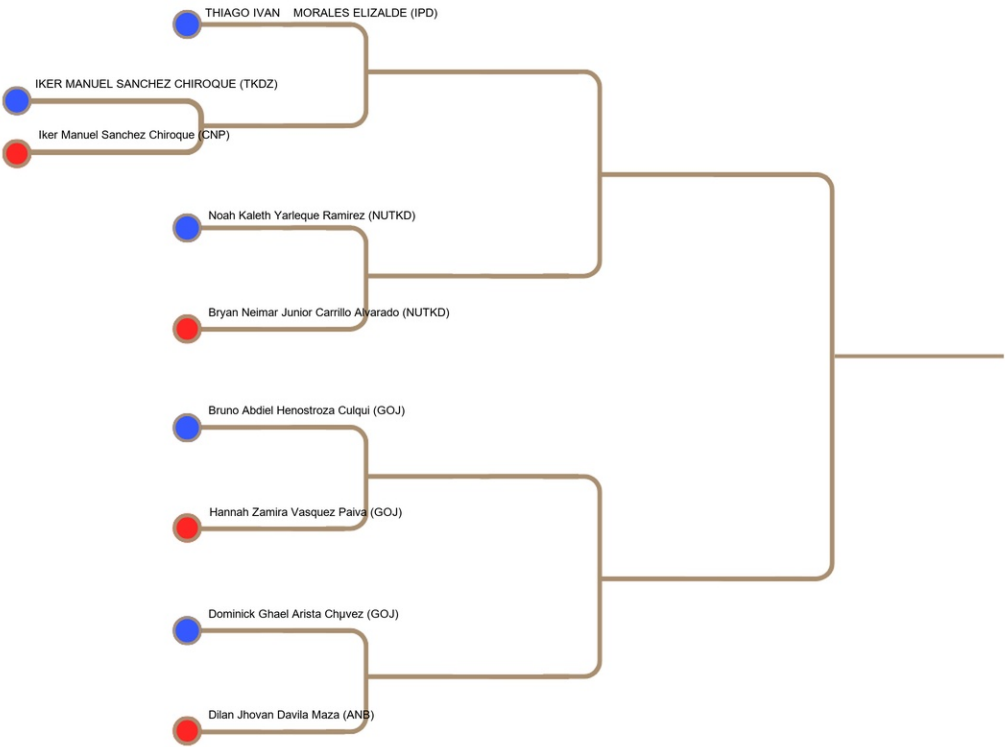 THIAGO IVAN    MORALES ELIZALDE (IPD)
IKER MANUEL SANCHEZ CHIROQUE (TKDZ)
Iker Manuel Sanchez Chiroque (CNP)
Noah Kaleth Yarleque Ramirez (NUTKD)
Bryan Neimar Junior Carrillo Alvarado (NUTKD)
Bruno Abdiel Henostroza Culqui (GOJ)
Hannah Zamira Vasquez Paiva (GOJ)
Dominick Ghael Arista Chµvez (GOJ)
Dilan Jhovan Davila Maza (ANB)